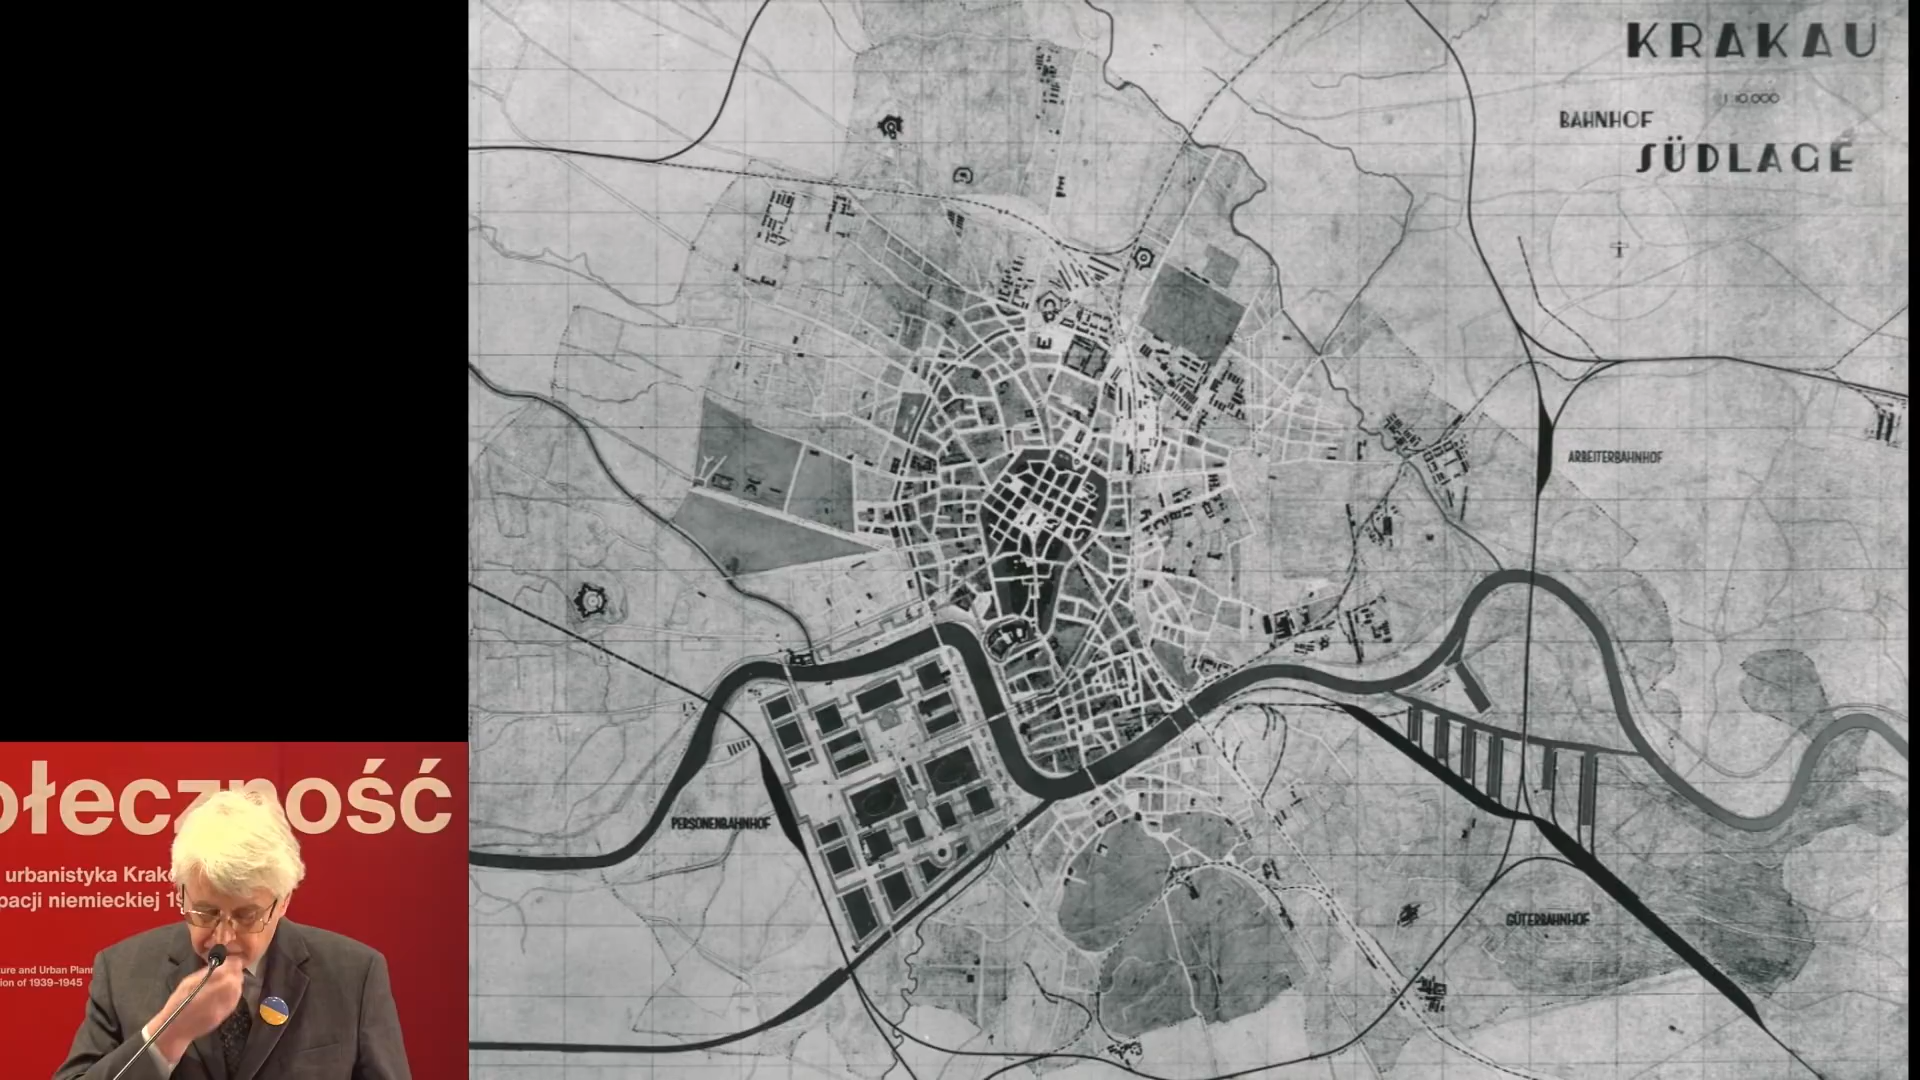 KRAKAU
1:10.000
BAHNHOF
SÜDLAGE
ARBEITERBAHNHOF
PERSONENBAHNHOF
GÜTERBAHNHOF
ołeczność
urbanistyka Krak
pacji niemieckiej 19
ure and Urban Plann
ion of 1939–1945